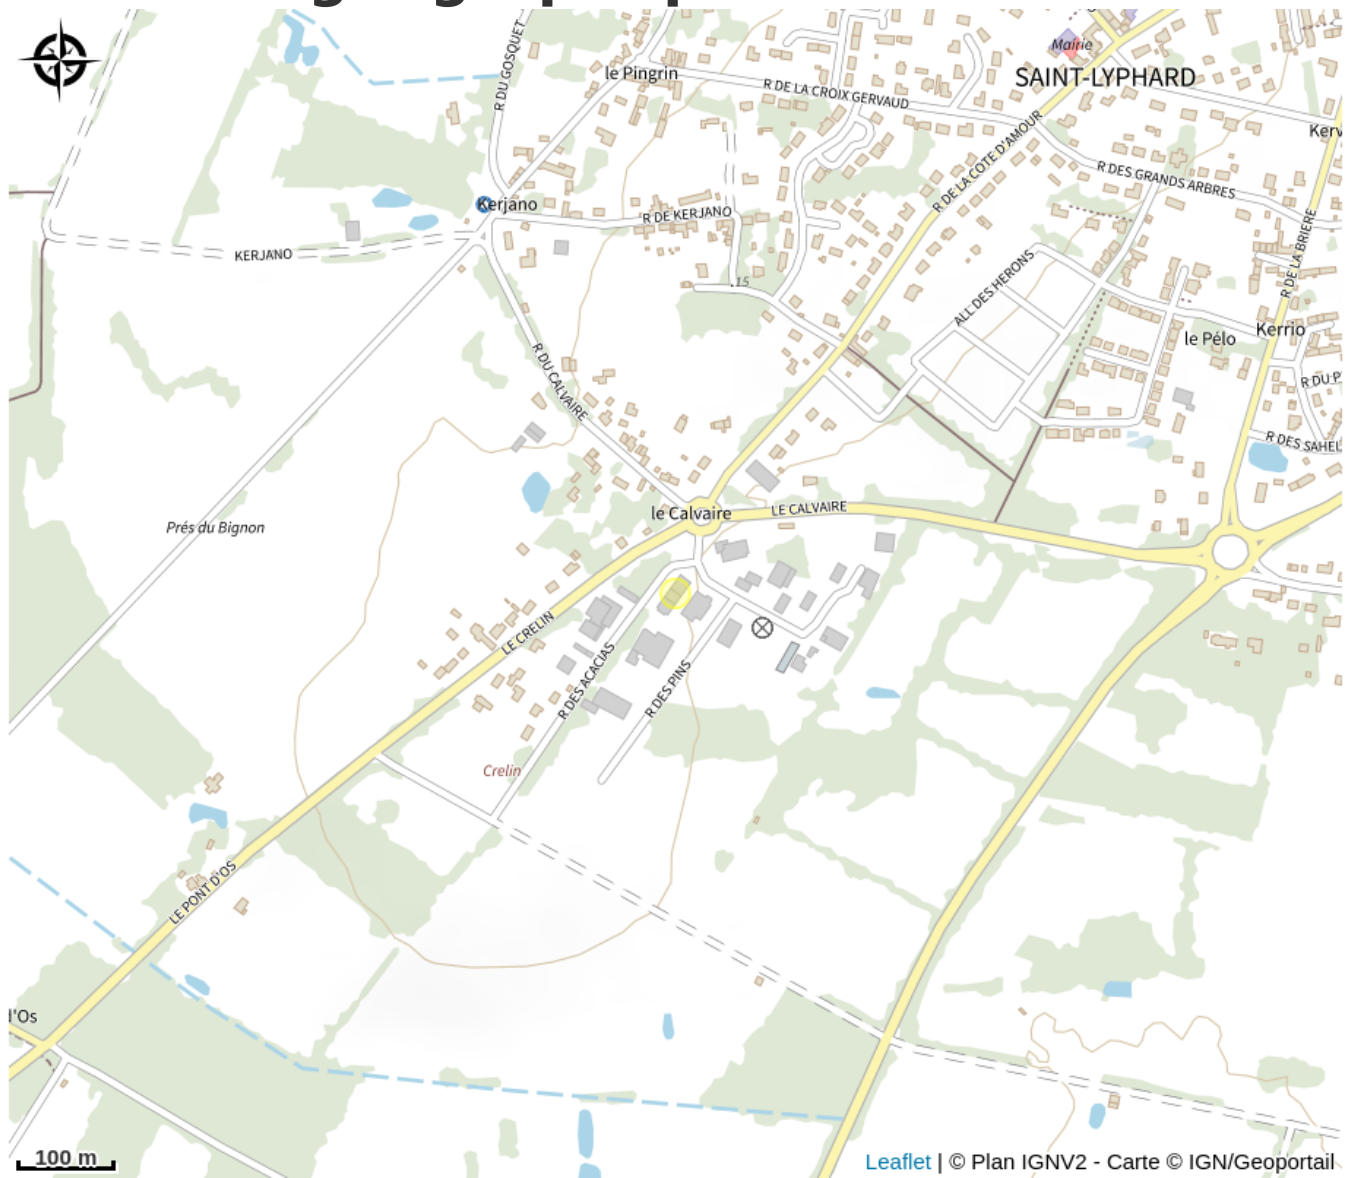 R DU GOSQUET
le Pingrin
R DE LA CROIX GERVAUD
Mairie
SAINT-LYPHARD
Kerv
R DE LA COTE D'AMOUR
R DES GRANDS ARBRES
Kerjano
R DE KERJANO
KERJANO
R DE LA BRIERE
ALL DES HERONS
.15
le Pélo
Kerrio
R DU CALVAIRE
R DU P
R DES SAHEL
Prés du Bignon
le Calvaire
LE CALVAIRE
LE CRELIN
R DES ACACIAS
R DES PINS
Crelin
LE PONT D'OS
d'Os
100 m
Leaflet | © Plan IGNV2 - Carte © IGN/Geoportail